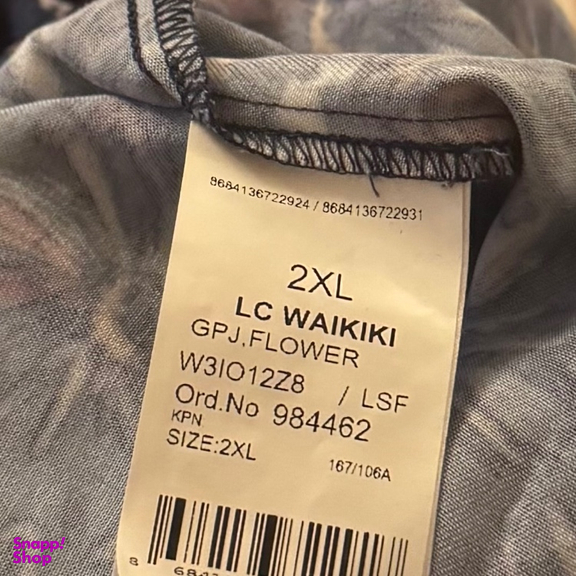 8684136722924 / 8684136722931
2XL
LC WAIKIKI
GPJ.FLOWER
W3IO12Z8 / LSF
Ord.No 984462
KPN
SIZE:2XL
167/106A
8
Snapp!
Shop